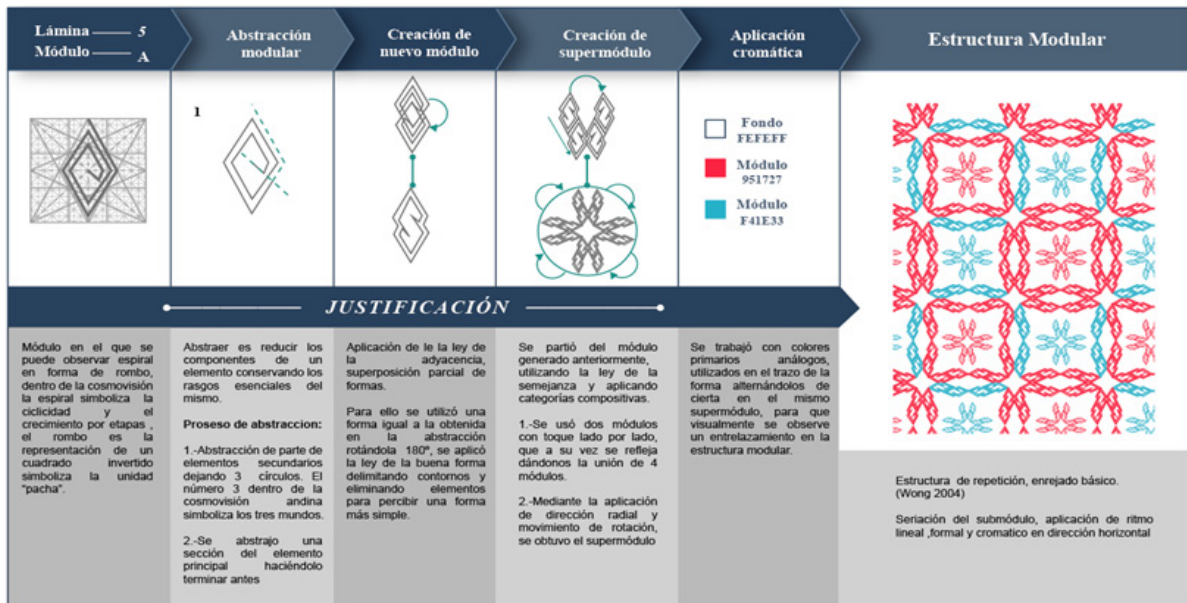 Lámina —— 5
Módulo —— A
Abstracción
modular
Creación de
nuevo módulo
Creación de
supermódulo
Aplicación
cromática
Estructura Modular
1
Fondo
FEFEFF
Módulo
951727
Módulo
F41E33
JUSTIFICACIÓN
Módulo en el que se
puede observar espiral
en forma de rombo,
dentro de la cosmovisión
la espiral simboliza la
ciclicidad y el
crecimiento por etapas ,
el rombo es la
representación de un
cuadrado invertido
simboliza la unidad
"pacha".
Abstraer es reducir los
componentes de un
elemento conservando los
rasgos esenciales del
mismo.
Proseso de abstraccion:
1.-Abstracción de parte de
elementos secundarios
dejando 3 círculos. El
número 3 dentro de la
cosmovisión andina
simboliza los tres mundos.
2.-Se abstrajo una
sección del elemento
principal haciéndolo
terminar antes
Aplicación de le la ley de
la adyacencia,
superposición parcial de
formas.
Para ello se utilizó una
forma igual a la obtenida
en la abstracción
rotándola 180º, se aplicó
la ley de la buena forma
delimitando contornos y
eliminando elementos
para percibir una forma
más simple.
Se partió del módulo
generado anteriormente,
utilizando la ley de la
semejanza y aplicando
categorías compositivas.
1.-Se usó dos módulos
con toque lado por lado,
que a su vez se refleja
dándonos la unión de 4
módulos.
2.-Mediante la aplicación
de dirección radial y
movimiento de rotación,
se obtuvo el supermódulo
Se trabajó con colores
primarios análogos,
utilizados en el trazo de la
forma alternándolos de
cierta en el mismo
supermódulo, para que
visualmente se observe
un entrelazamiento en la
estructura modular.
Estructura de repetición, enrejado básico.
(Wong 2004)
Seriación del submódulo, aplicación de ritmo
lineal ,formal y cromatico en dirección horizontal